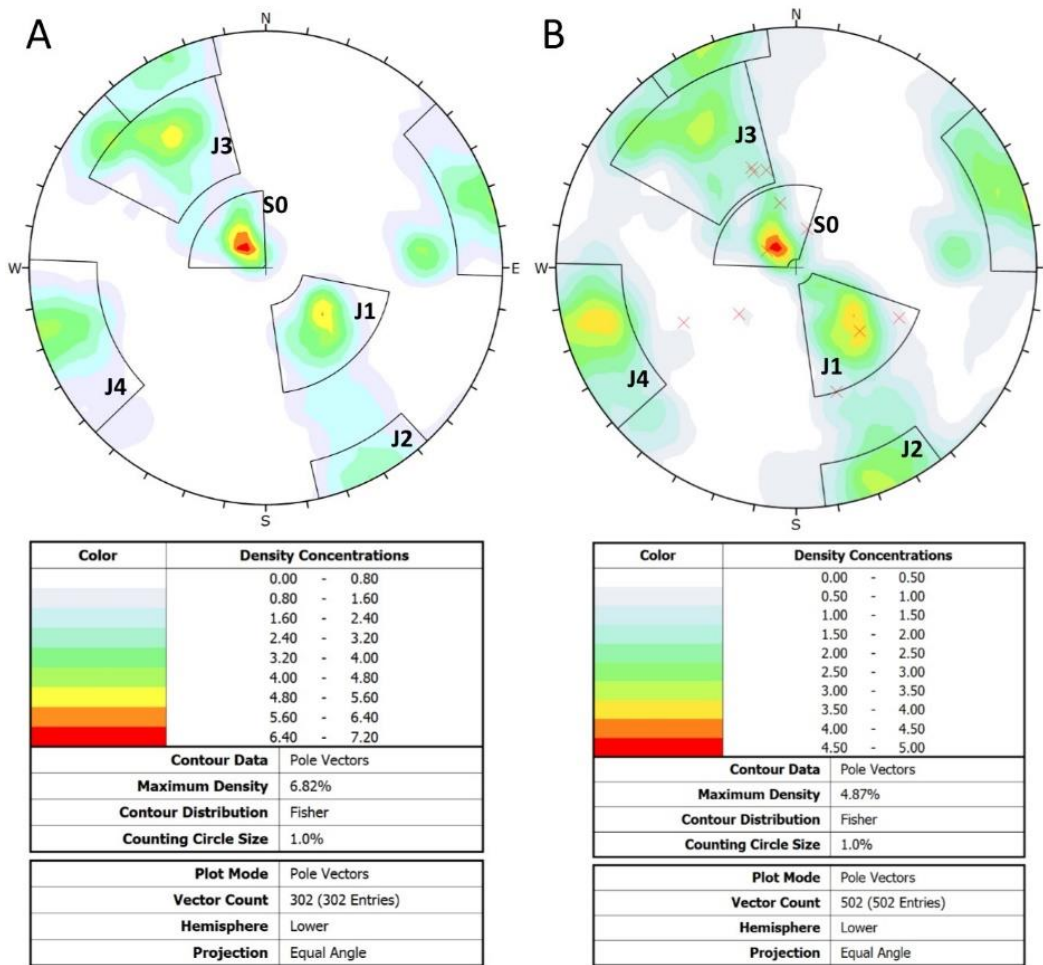 A
N
J3
S0
W
E
J1
J4
J2
S
Color Density Concentrations
0.00 - 0.80
0.80 - 1.60
1.60 - 2.40
2.40 - 3.20
3.20 - 4.00
4.00 - 4.80
4.80 - 5.60
5.60 - 6.40
6.40 - 7.20
Contour Data Pole Vectors
Maximum Density 6.82%
Contour Distribution Fisher
Counting Circle Size 1.0%
Plot Mode Pole Vectors
Vector Count 302 (302 Entries)
Hemisphere Lower
Projection Equal Angle
B
N
J3
S0
W
E
J1
J4
J2
S
Color Density Concentrations
0.00 - 0.50
0.50 - 1.00
1.00 - 1.50
1.50 - 2.00
2.00 - 2.50
2.50 - 3.00
3.00 - 3.50
3.50 - 4.00
4.00 - 4.50
4.50 - 5.00
Contour Data Pole Vectors
Maximum Density 4.87%
Contour Distribution Fisher
Counting Circle Size 1.0%
Plot Mode Pole Vectors
Vector Count 502 (502 Entries)
Hemisphere Lower
Projection Equal Angle